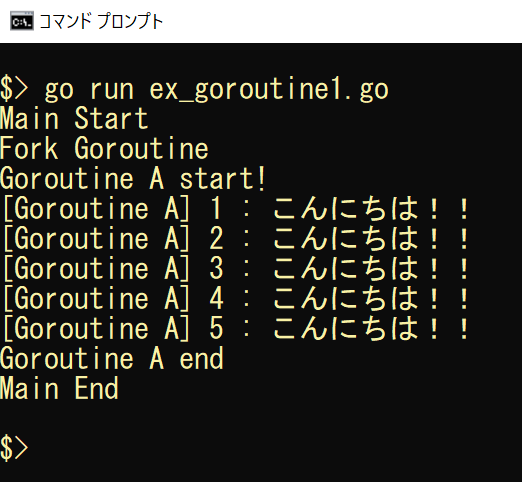 コマンド プロンプト
$> go run ex_goroutine1.go
Main Start
Fork Goroutine
Goroutine A start!
[Goroutine A] 1 : こんにちは！！
[Goroutine A] 2 : こんにちは！！
[Goroutine A] 3 : こんにちは！！
[Goroutine A] 4 : こんにちは！！
[Goroutine A] 5 : こんにちは！！
Goroutine A end
Main End
$>